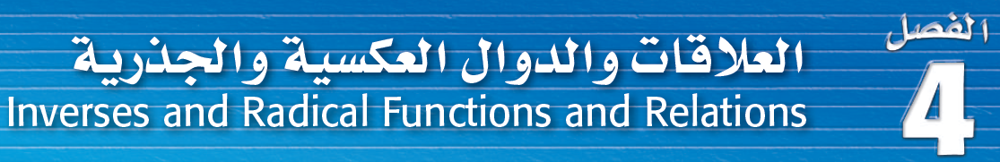 الفصل
4
العلاقات والدوال العكسية والجذرية
Inverses and Radical Functions and Relations